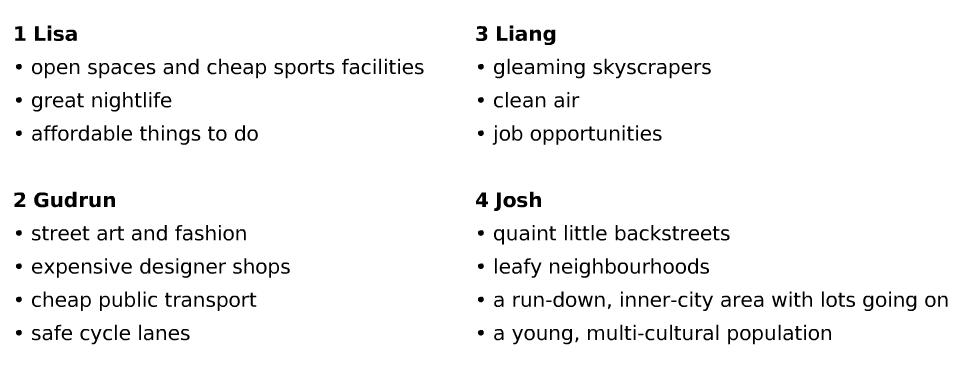 1 Lisa
• open spaces and cheap sports facilities
• great nightlife
• affordable things to do
2 Gudrun
• street art and fashion
• expensive designer shops
• cheap public transport
• safe cycle lanes
3 Liang
• gleaming skyscrapers
• clean air
• job opportunities
4 Josh
• quaint little backstreets
• leafy neighbourhoods
• a run-down, inner-city area with lots going on
• a young, multi-cultural population